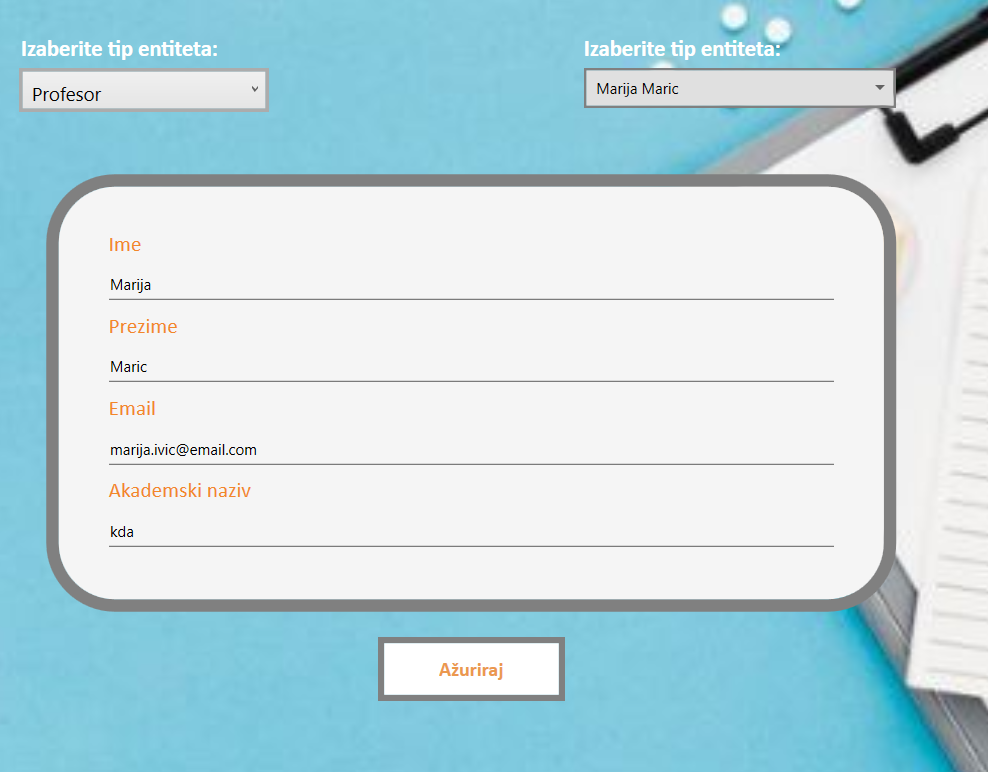 Izaberite tip entiteta:
Izaberite tip entiteta:
Profesor
Marija Maric
Ime
Marija
Prezime
Maric
Email
marija.ivic@email.com
Akademski naziv
kda
Ažuriraj